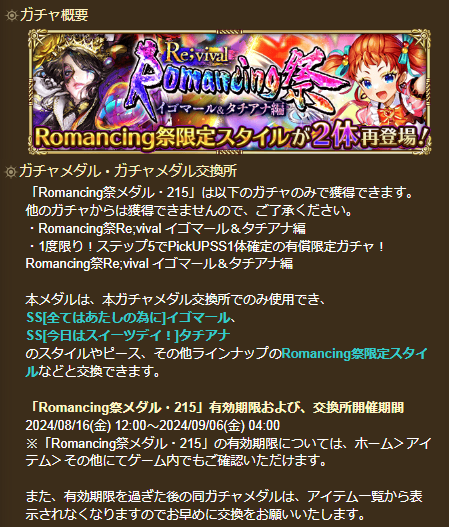 ガチャ概要
Re;vival
Romancing祭
イゴマール&タチアナ編
Romancing祭限定スタイルが2体再登場!
ガチャメダル・ガチャメダル交換所
「Romancing祭メダル・215」は以下のガチャのみで獲得できます。
他のガチャからは獲得できませんので、ご了承ください。
・Romancing祭Re;vival イゴマール＆タチアナ編
・1度限り！ステップ5でPickUPSS1体確定の有償限定ガチャ！
Romancing祭Re;vival イゴマール＆タチアナ編
本メダルは、本ガチャメダル交換所でのみ使用でき、
SS[全てはあたしの為に]イゴマール、
SS[今日はスイーツデイ！]タチアナ
のスタイルやピース、その他ラインナップのRomancing祭限定スタイ
ルなどと交換できます。
「Romancing祭メダル・215」有効期限および、交換所開催期間
2024/08/16(金) 12:00～2024/09/06(金) 04:00
※「Romancing祭メダル・215」の有効期限については、ホーム＞アイ
テム＞その他にてゲーム内でもご確認いただけます。
また、有効期限を過ぎた後の同ガチャメダルは、アイテム一覧から表
示されなくなりますのでお早めに交換をお願いいたします。